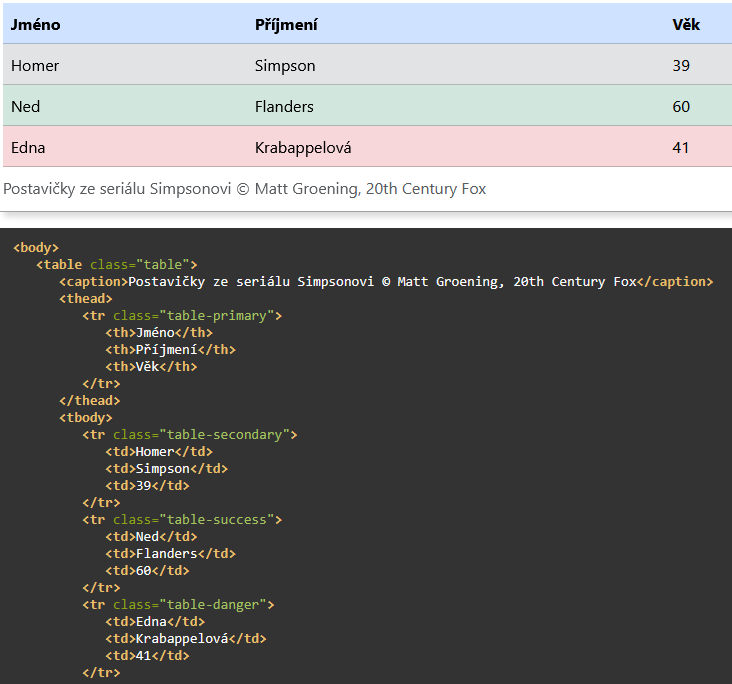 Jméno Příjmení Věk
Homer Simpson 39
Ned Flanders 60
Edna Krabappelová 41
Postavičky ze seriálu Simpsonovi © Matt Groening, 20th Century Fox
<body>
<table class="table">
<caption>Postavičky ze seriálu Simpsonovi © Matt Groening, 20th Century Fox</caption>
<thead>
<tr class="table-primary">
<th>Jméno</th>
<th>Příjmení</th>
<th>Věk</th>
</tr>
</thead>
<tbody>
<tr class="table-secondary">
<td>Homer</td>
<td>Simpson</td>
<td>39</td>
</tr>
<tr class="table-success">
<td>Ned</td>
<td>Flanders</td>
<td>60</td>
</tr>
<tr class="table-danger">
<td>Edna</td>
<td>Krabappelová</td>
<td>41</td>
</tr>